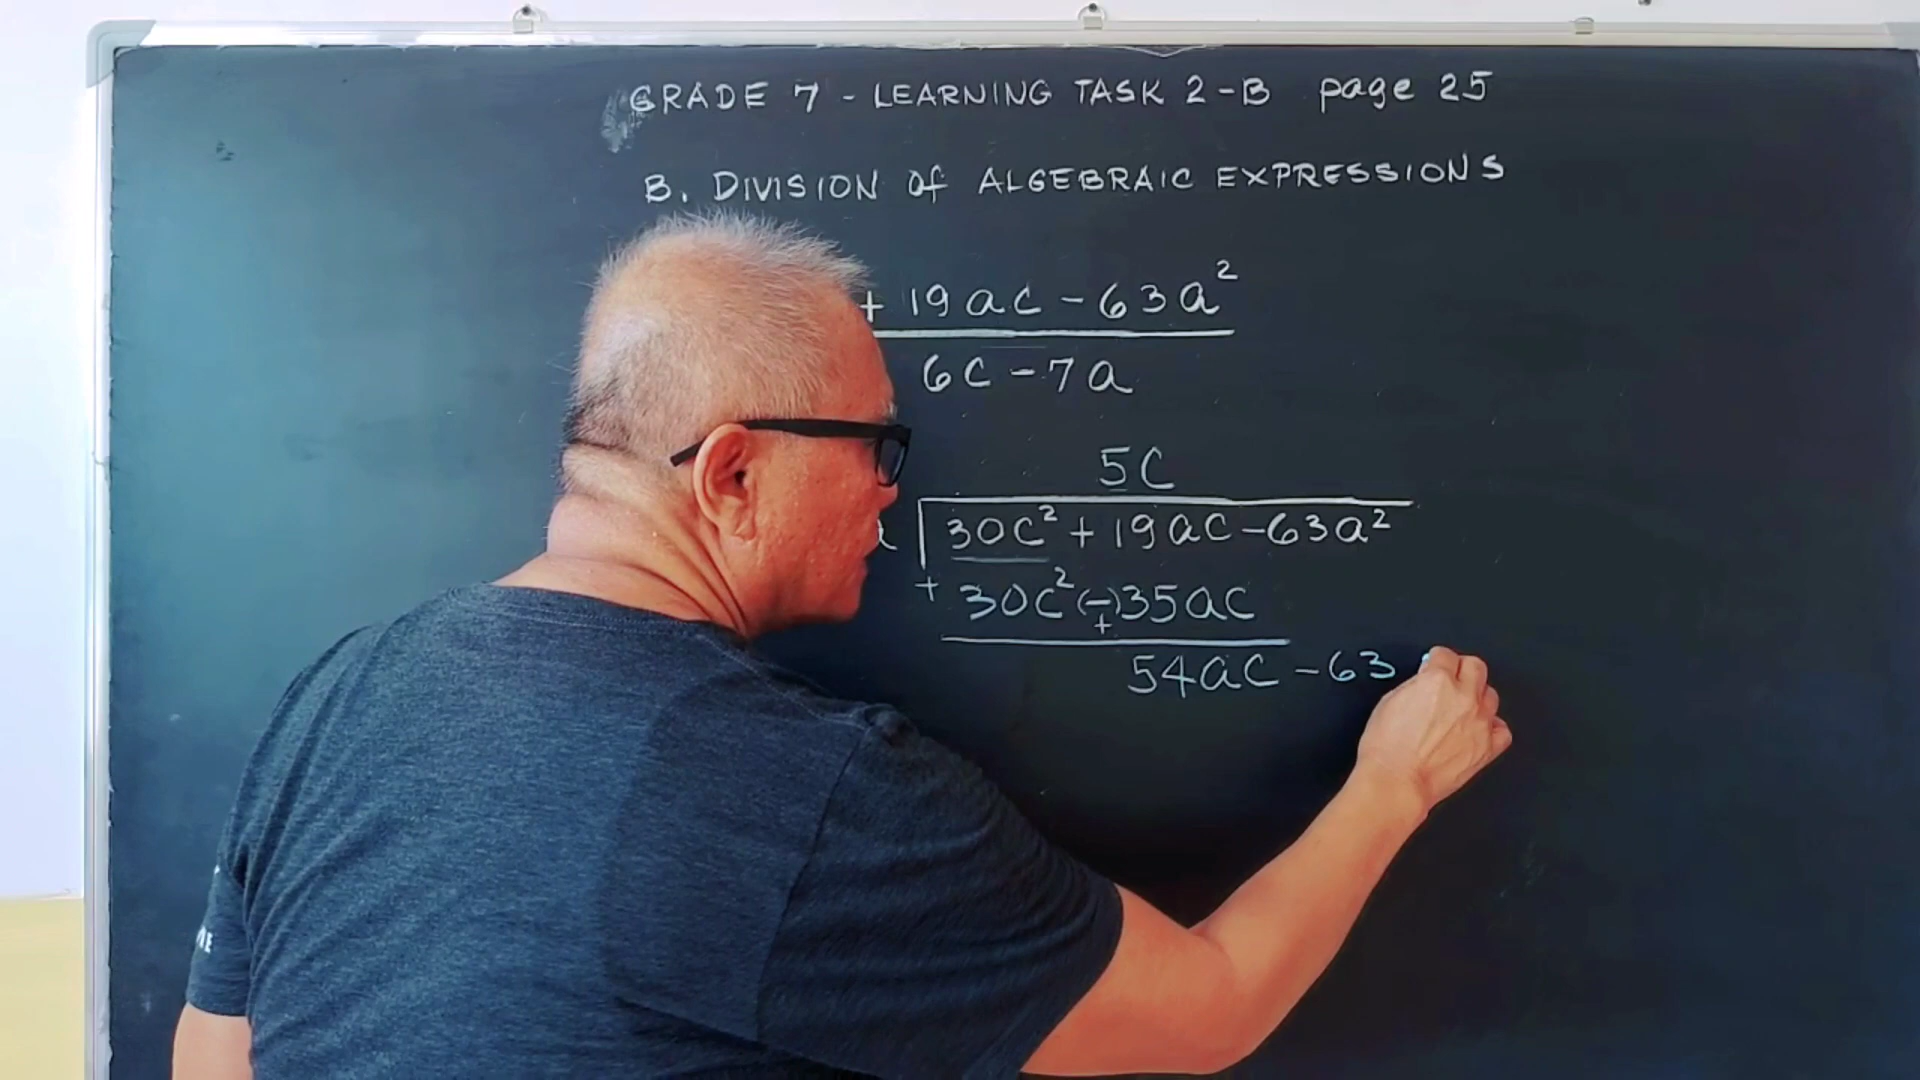 GRADE 7 - LEARNING TASK 2-B page 25
B. DIVISION of ALGEBRAIC EXPRESSIONS
+ 19ac - 63a²
6c - 7a
5c
30c² + 19ac - 63a²
+ 30c² (-) 35ac
+
54ac - 63